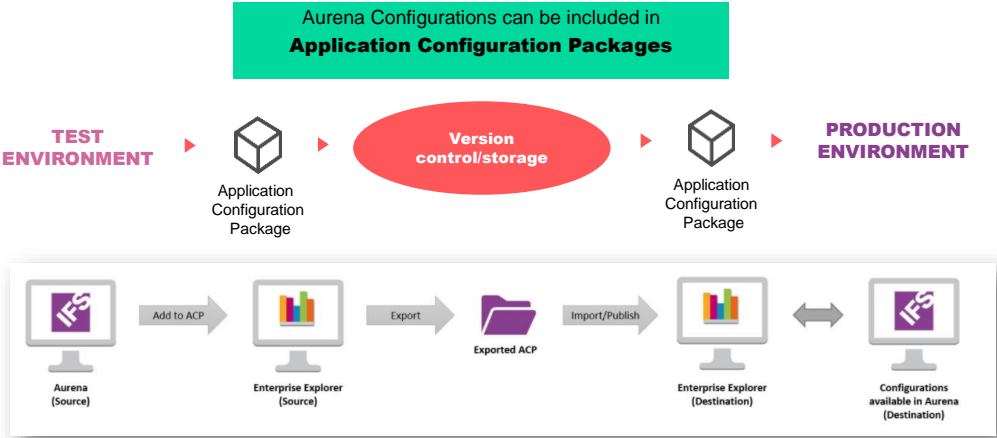 Aurena Configurations can be included in
Application Configuration Packages
TEST
ENVIRONMENT
Application
Configuration
Package
Version
control/storage
Application
Configuration
Package
PRODUCTION
ENVIRONMENT
IFS
Add to ACP
Export
Import/Publish
IFS
Aurena
(Source)
Enterprise Explorer
(Source)
Exported ACP
Enterprise Explorer
(Destination)
Configurations
available in Aurena
(Destination)